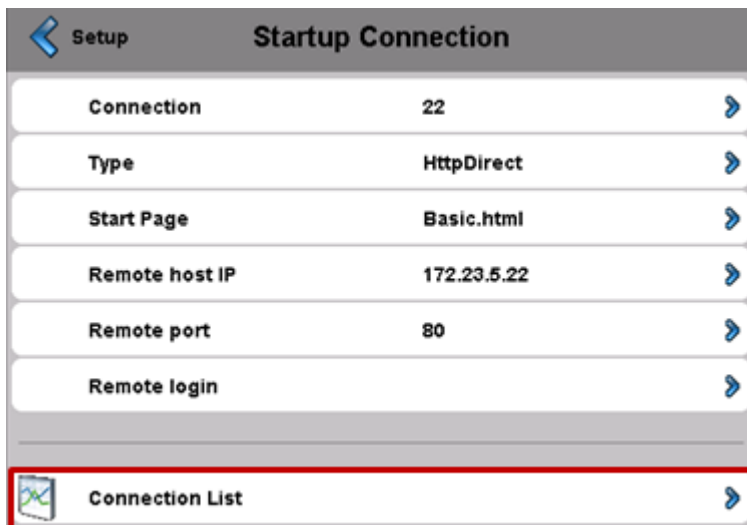 Setup Startup Connection
Connection 22
Type HttpDirect
Start Page Basic.html
Remote host IP 172.23.5.22
Remote port 80
Remote login
Connection List